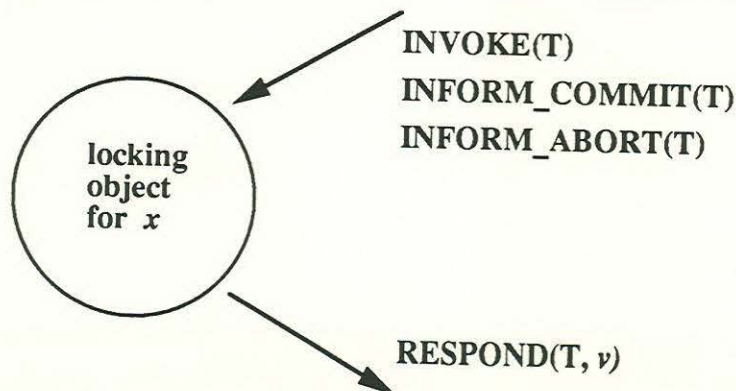 INVOKE(T)
INFORM_COMMIT(T)
INFORM_ABORT(T)
locking
object
for x
RESPOND(T, v)